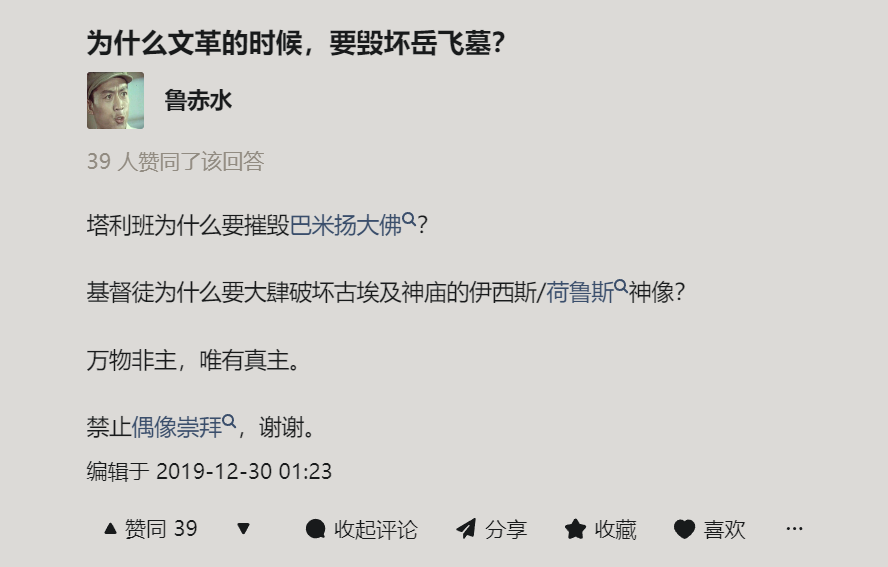 为什么文革的时候，要毁坏岳飞墓？
鲁赤水
39 人赞同了该回答
塔利班为什么要摧毁巴米扬大佛？
基督徒为什么要大肆破坏古埃及神庙的伊西斯/荷鲁斯神像？
万物非主，唯有真主。
禁止偶像崇拜，谢谢。
编辑于 2019-12-30 01:23
赞同 39 收起评论 分享 收藏 喜欢 ···